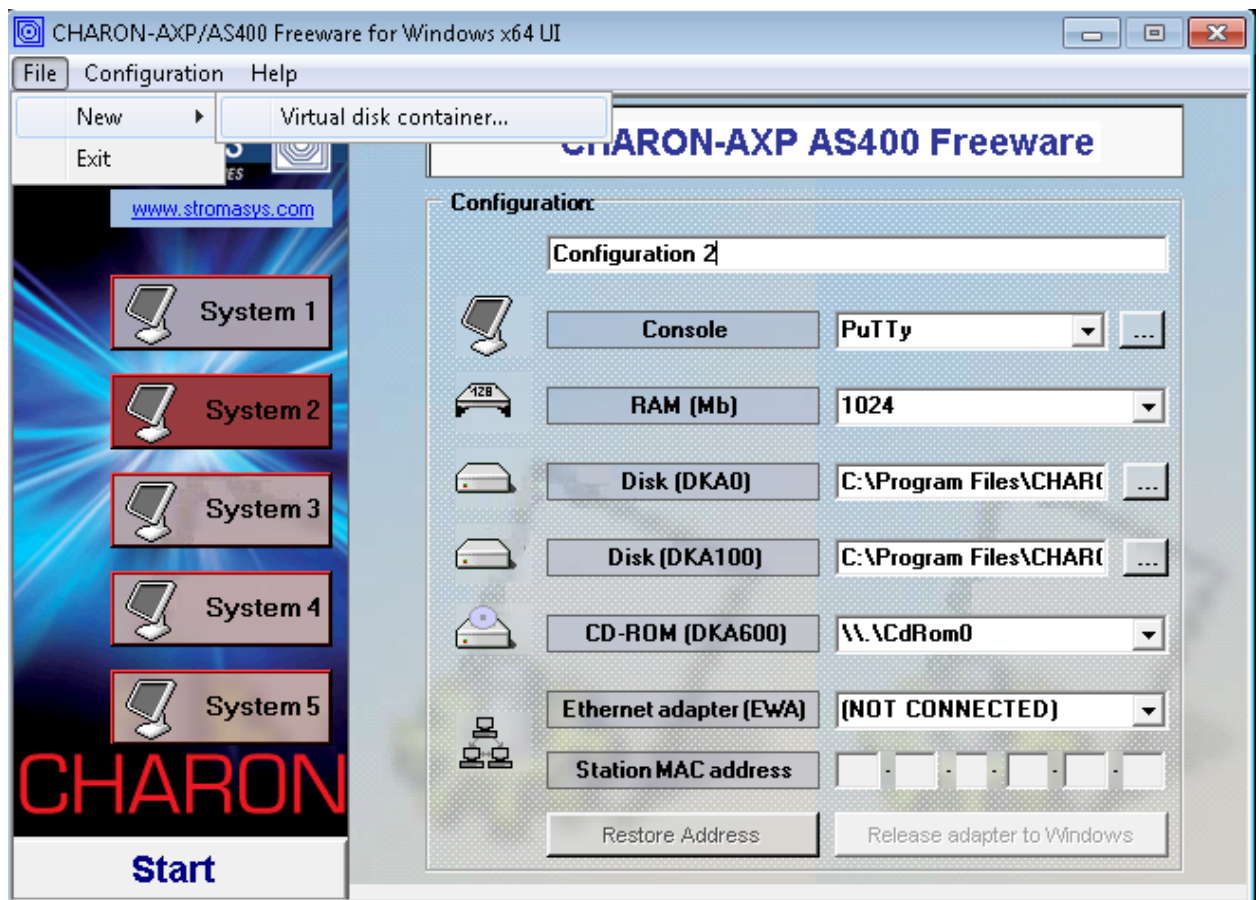 CHARON-AXP/AS400 Freeware for Windows x64 UI
File Configuration Help
New Virtual disk container...
Exit
CHARON-AXP AS400 Freeware
www.stromasys.com
Configuration:
Configuration 2
System 1
System 2
System 3
System 4
System 5
CHARON
Start
Console PuTTy ...
128
RAM (Mb) 1024
Disk (DKA0) C:\Program Files\CHAR( ...
Disk (DKA100) C:\Program Files\CHAR( ...
CD-ROM (DKA600) \\.\CdRom0
Ethernet adapter (EWA) (NOT CONNECTED)
Station MAC address - - - - -
Restore Address Release adapter to Windows